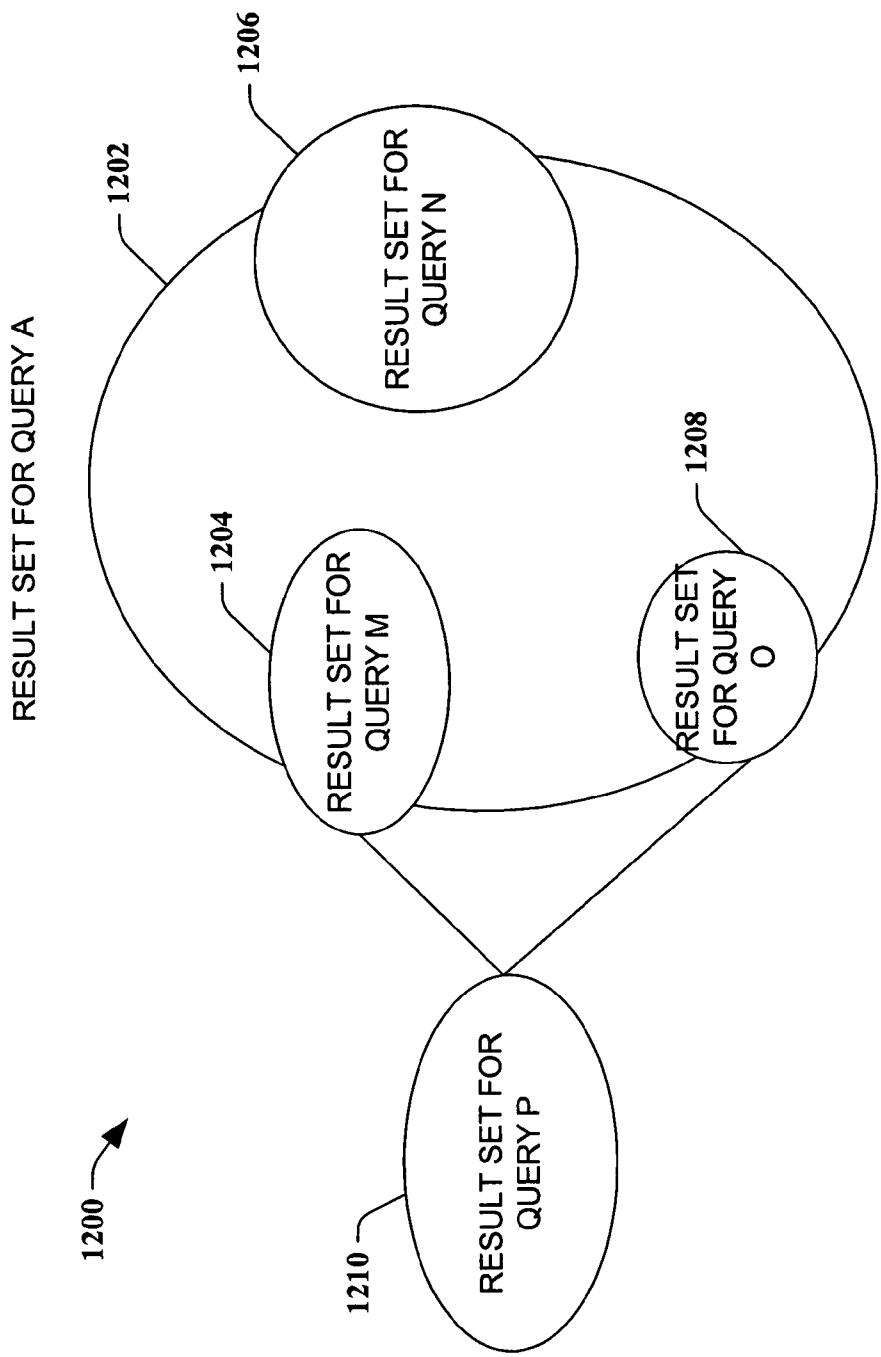 RESULT SET FOR QUERY A
1200
1202
1204
1206
RESULT SET FOR
QUERY M
RESULT SET FOR
QUERY N
1210
RESULT SET FOR
QUERY P
1208
RESULT SET
FOR QUERY
O